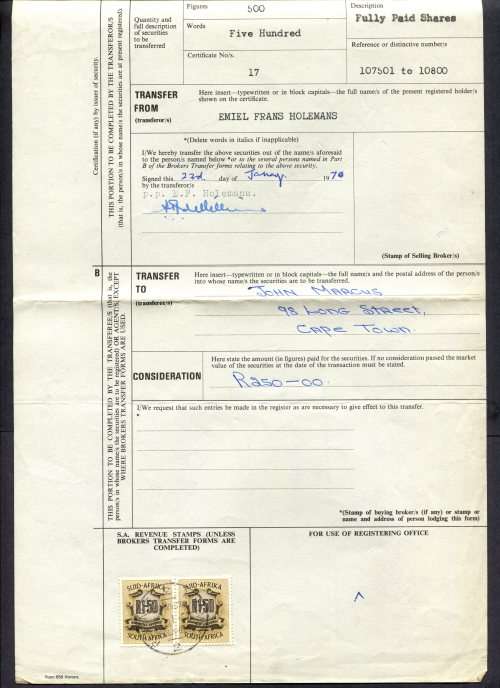 Figures
500
Description
Fully Paid Shares
Quantity and
full description
of securities
to be
transferred
Words
Five Hundred
Reference or distinctive number/s
Certificate No/s.
17
107501 to 10800
Certification (if any) by issuer of security.
THIS PORTION TO BE COMPLETED BY THE TRANSFEROR/S
(that is, the person/s in whose name/s the securities are at present registered).
TRANSFER
FROM
(transferor/s)
Here insert—typewritten or in block capitals—the full name/s of the present registered holder/s
shown on the certificate.
EMIEL FRANS HOLEMANS
*(Delete words in italics if inapplicable)
I/We hereby transfer the above securities out of the name/s aforesaid
to the person/s named below *or to the several persons named in Part
B of the Brokers Transfer forms relating to the above security.
Signed this 22d. day of January. 1970
by the transferor/s
p.p. E.F. Holemans.
(Stamp of Selling Broker/s)
B
THIS PORTION TO BE COMPLETED BY THE TRANSFEREE/S (that is, the
person/s in whose name/s the securities are to be registered) OR AGENT/S EXCEPT
WHERE BROKERS TRANSFER FORMS ARE USED.
TRANSFER
TO
(transferee/s)
Here insert—typewritten or in block capitals—the full name/s and the postal address of the person/s
into whose name/s the securities are to be transferred.
JOHN MARCUS
98 LONG STREET,
CAPE TOWN
CONSIDERATION
Here state the amount (in figures) paid for the securities. If no consideration passed the market
value of the securities at the date of the transaction must be stated.
R250-00.
I/We request that such entries be made in the register as are necessary to give effect to this transfer.
*
*(Stamp of buying broker/s (if any) or stamp or
name and address of person lodging this form)
S.A. REVENUE STAMPS (UNLESS
BROKERS TRANSFER FORMS ARE
COMPLETED)
FOR USE OF REGISTERING OFFICE
SUID-AFRIKA SUID-AFRIKA
R1·50 R1·50
SOUTH AFRICA SOUTH AFRICA
2